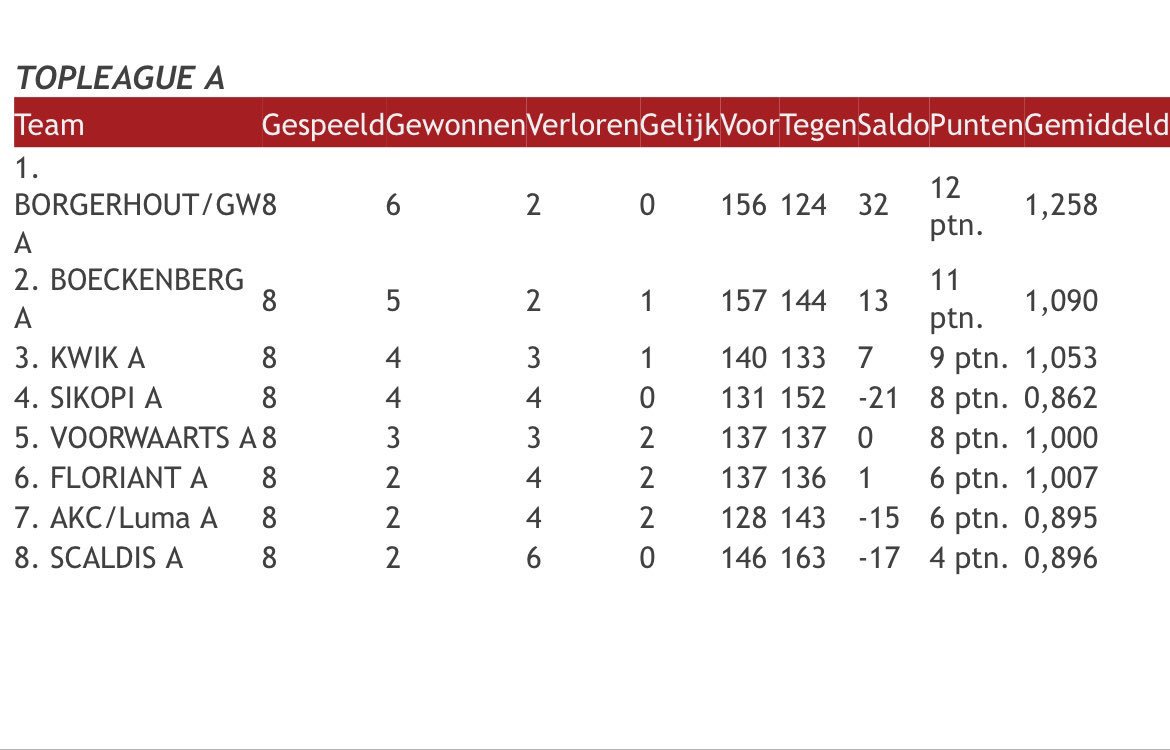 TOPLEAGUE A
Team Gespeeld Gewonnen Verloren Gelijk Voor Tegen Saldo Punten Gemiddeld
1.
BORGERHOUT/GW 8 6 2 0 156 124 32 12 ptn. 1,258
A
2. BOECKENBERG
A 8 5 2 1 157 144 13 11 ptn. 1,090
3. KWIK A 8 4 3 1 140 133 7 9 ptn. 1,053
4. SIKOPI A 8 4 4 0 131 152 -21 8 ptn. 0,862
5. VOORWAARTS A 8 3 3 2 137 137 0 8 ptn. 1,000
6. FLORIANT A 8 2 4 2 137 136 1 6 ptn. 1,007
7. AKC/Luma A 8 2 4 2 128 143 -15 6 ptn. 0,895
8. SCALDIS A 8 2 6 0 146 163 -17 4 ptn. 0,896